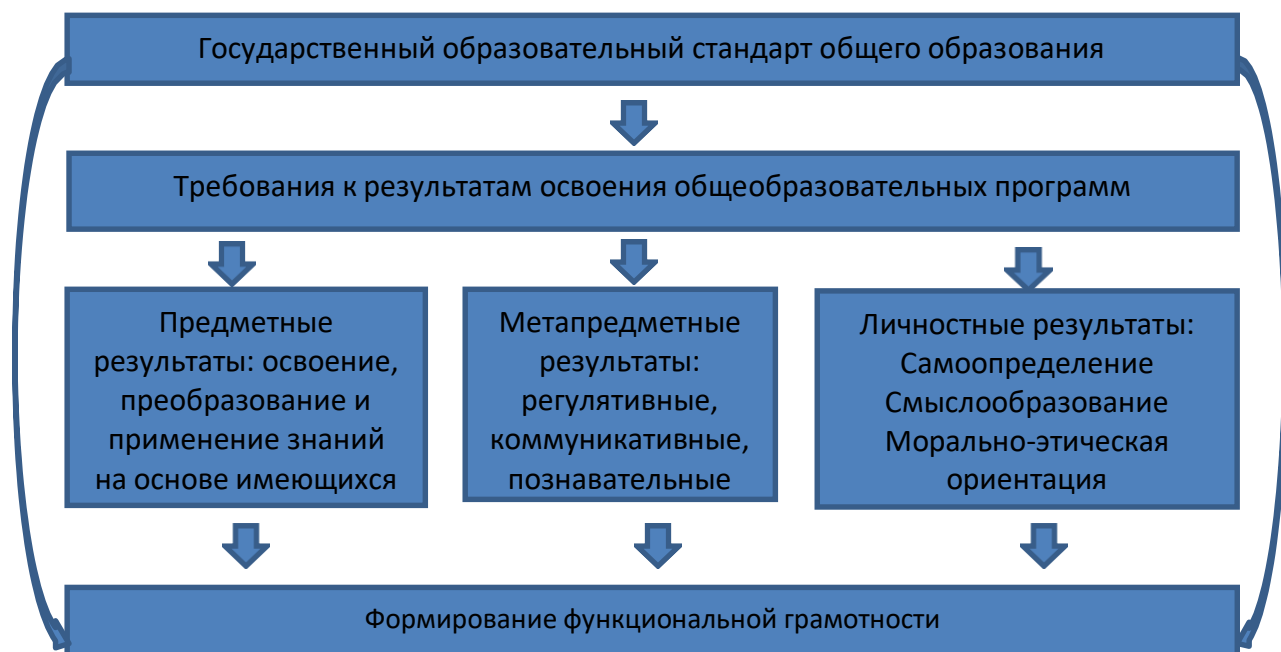 Государственный образовательный стандарт общего образования
Требования к результатам освоения общеобразовательных программ
Предметные
результаты: освоение,
преобразование и
применение знаний
на основе имеющихся
Метапредметные
результаты:
регулятивные,
коммуникативные,
познавательные
Личностные результаты:
Самоопределение
Смыслообразование
Морально-этическая
ориентация
Формирование функциональной грамотности